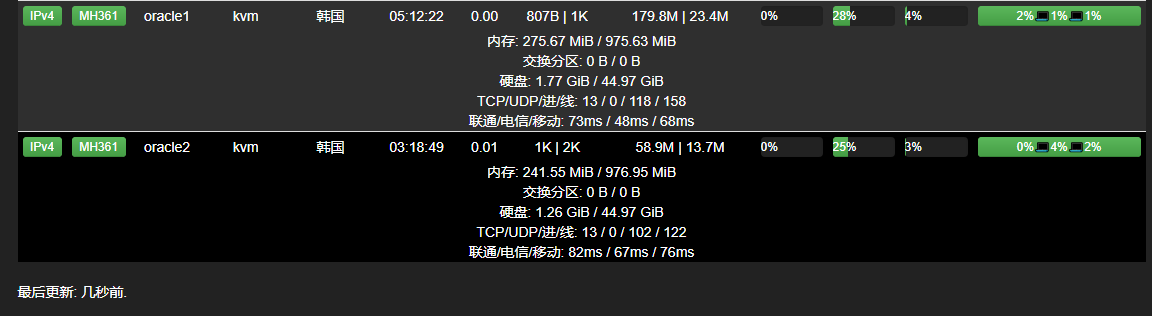 IPv4 MH361 oracle1 kvm 韩国 05:12:22 0.00 807B | 1K 179.8M | 23.4M 0% 28% 4% 2%💻1%💻1%
内存: 275.67 MiB / 975.63 MiB
交换分区: 0 B / 0 B
硬盘: 1.77 GiB / 44.97 GiB
TCP/UDP/进/线: 13 / 0 / 118 / 158
联通/电信/移动: 73ms / 48ms / 68ms
IPv4 MH361 oracle2 kvm 韩国 03:18:49 0.01 1K | 2K 58.9M | 13.7M 0% 25% 3% 0%💻4%💻2%
内存: 241.55 MiB / 976.95 MiB
交换分区: 0 B / 0 B
硬盘: 1.26 GiB / 44.97 GiB
TCP/UDP/进/线: 13 / 0 / 102 / 122
联通/电信/移动: 82ms / 67ms / 76ms
最后更新: 几秒前.